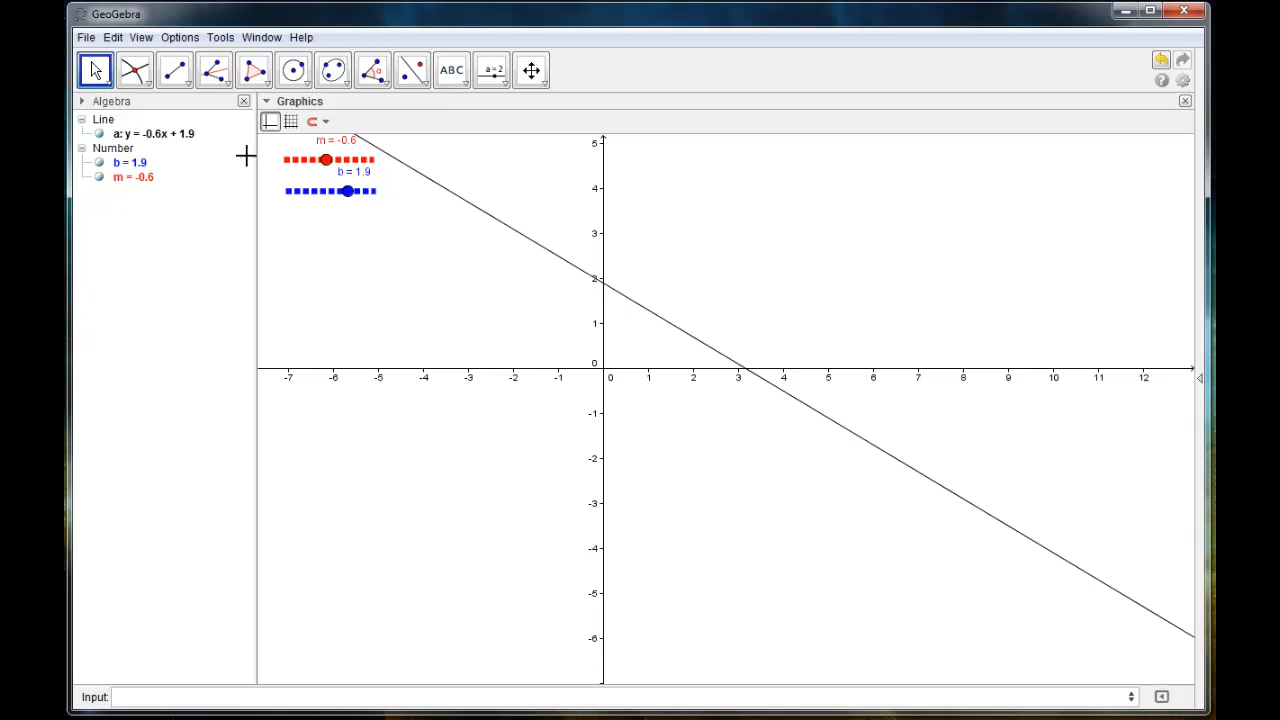 GeoGebra
File Edit View Options Tools Window Help
ABC a=2
Algebra
Graphics
Line
a: y = -0.6x + 1.9
Number
b = 1.9
m = -0.6
m = -0.6
b = 1.9
5
4
3
2
1
0
-7 -6 -5 -4 -3 -2 -1 0 1 2 3 4 5 6 7 8 9 10 11 12
-1
-2
-3
-4
-5
-6
Input: